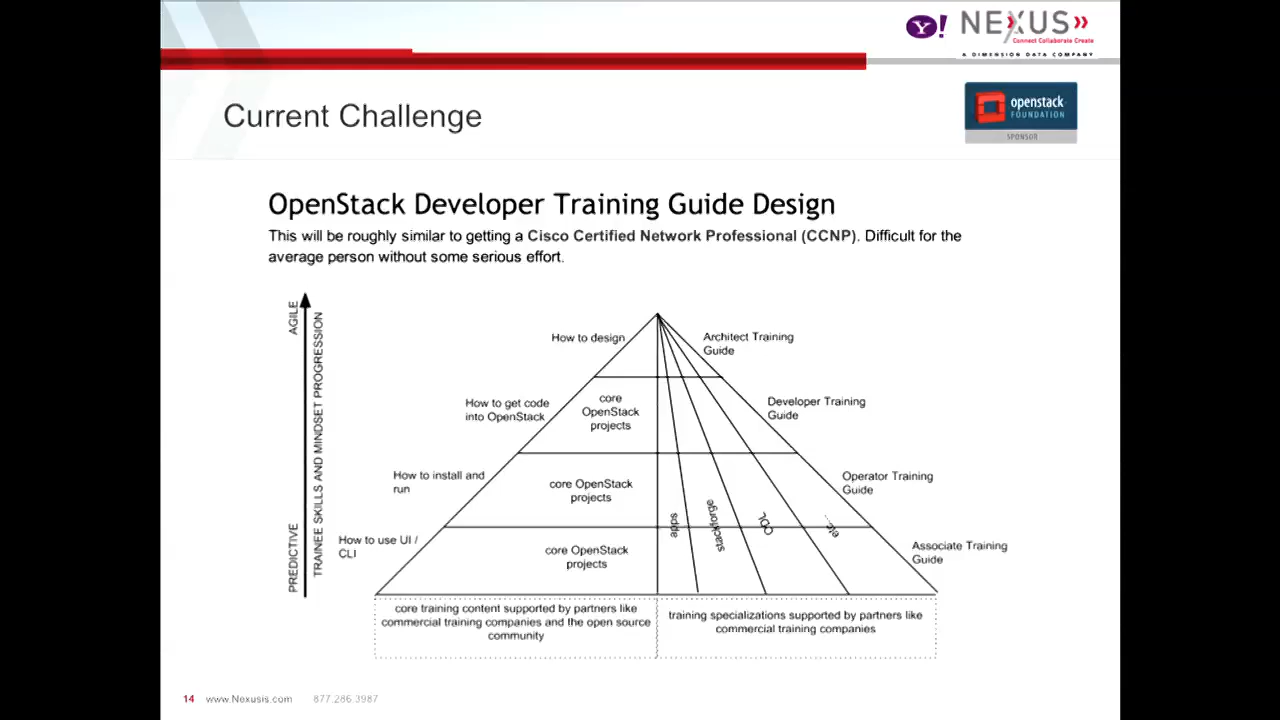 Y! NEXUS»
Connect Collaborate Create
A DIMENSION DATA COMPANY
Current Challenge
openstack
FOUNDATION
SPONSOR
OpenStack Developer Training Guide Design
This will be roughly similar to getting a Cisco Certified Network Professional (CCNP). Difficult for the
average person without some serious effort.
AGILE
PREDICTIVE
TRAINEE SKILLS AND MINDSET PROGRESSION
How to design
Architect Training
Guide
How to get code
into OpenStack
core
OpenStack
projects
Developer Training
Guide
How to install and
run
core OpenStack
projects
Operator Training
Guide
apps
stackforge
ODL
etc...
How to use UI /
CLI
core OpenStack
projects
Associate Training
Guide
core training content supported by partners like
commercial training companies and the open source
community
training specializations supported by partners like
commercial training companies
14 www.Nexusis.com 877.286.3987